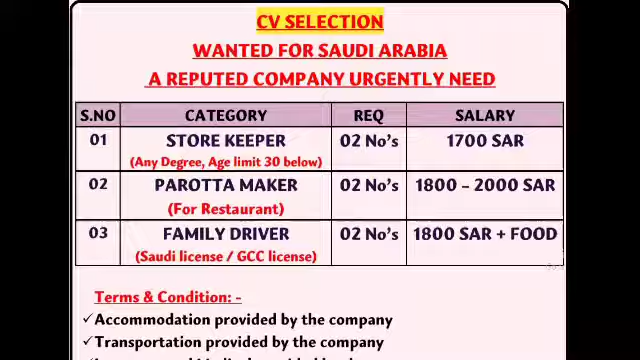 CV SELECTION
WANTED FOR SAUDI ARABIA
A REPUTED COMPANY URGENTLY NEED
S.NO CATEGORY REQ SALARY
01 STORE KEEPER 02 No's 1700 SAR
(Any Degree, Age limit 30 below)
02 PAROTTA MAKER 02 No's 1800 – 2000 SAR
(For Restaurant)
03 FAMILY DRIVER 02 No's 1800 SAR + FOOD
(Saudi license / GCC license)
Terms & Condition: -
✓Accommodation provided by the company
✓Transportation provided by the company